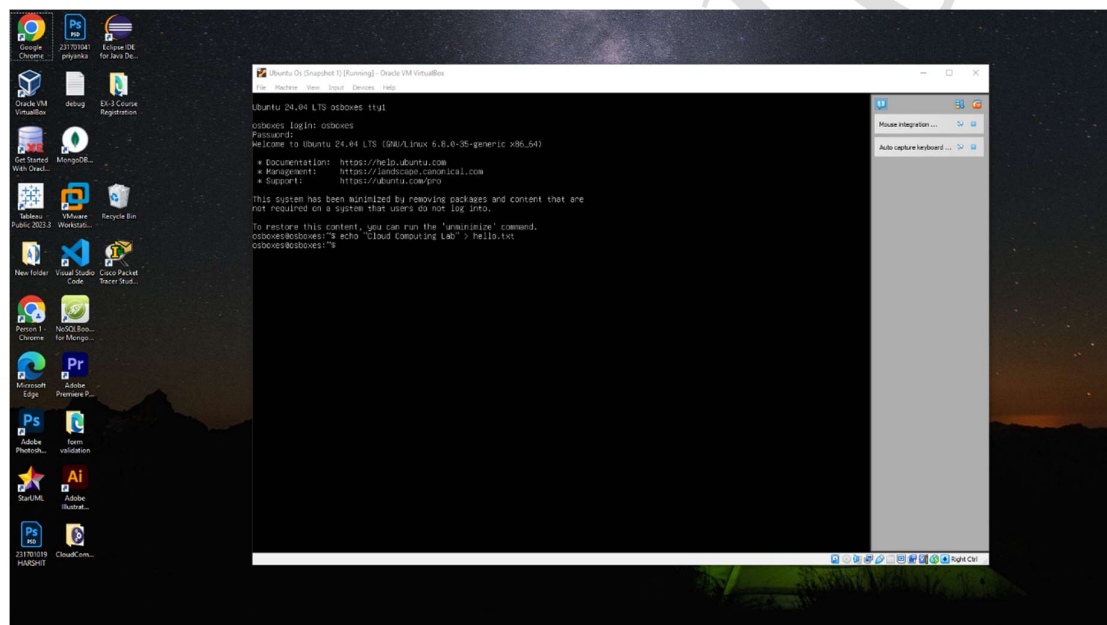 Google Chrome
231701041 priyanka
Eclipse IDE for Java De...
Oracle VM VirtualBox
debug
EX-3 Course Registration
Get Started With Oracl...
MongoDB...
Tableau Public 2023.3
VMware Workstati...
Recycle Bin
New folder
Visual Studio Code
Cisco Packet Tracer Stud...
Person 1 - Chrome
NoSQLBoo... for Mongo...
Microsoft Edge
Adobe Premiere P...
Adobe Photosh...
form validation
StarUML
Adobe Illustrat...
231701019 HARSHIT
CloudCom...
Ubuntu Os (Snapshot 1) [Running] - Oracle VM VirtualBox
File Machine View Input Devices Help
Ubuntu 24.04 LTS osboxes tty1
osboxes login: osboxes
Password:
Welcome to Ubuntu 24.04 LTS (GNU/Linux 6.8.0-35-generic x86_64)
* Documentation: https://help.ubuntu.com
* Management: https://landscape.canonical.com
* Support: https://ubuntu.com/pro
This system has been minimized by removing packages and content that are
not required on a system that users do not log into.
To restore this content, you can run the 'unminimize' command.
osboxes@osboxes:~$ echo "Cloud Computing Lab" > hello.txt
osboxes@osboxes:~$
Mouse integration ...
Auto capture keyboard ...
Right Ctrl